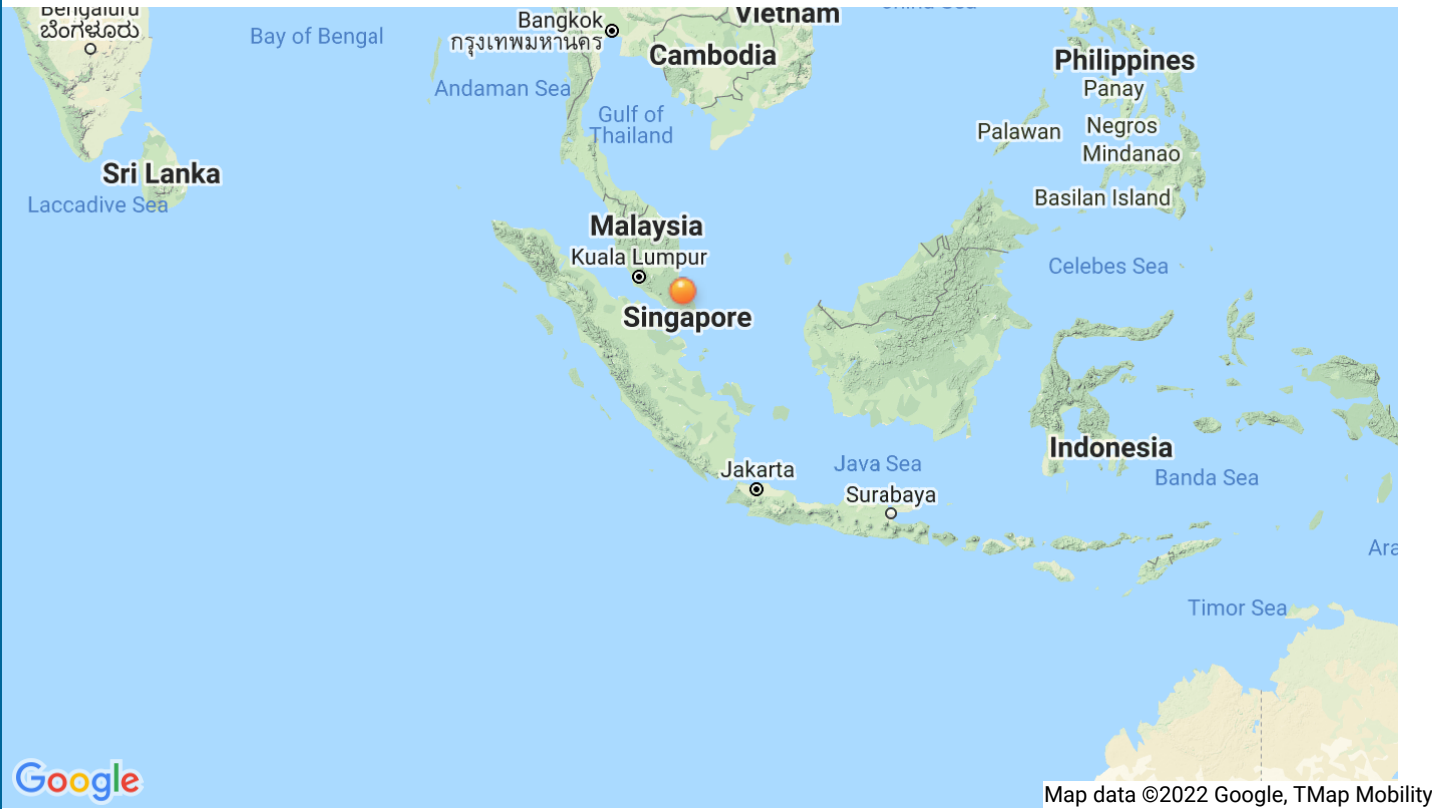 Bengaluru
ಬೆಂಗಳೂರು
Bay of Bengal
Bangkok
กรุงเทพมหานคร
Vietnam
Cambodia
Andaman Sea
Gulf of
Thailand
Philippines
Panay
Palawan
Negros
Mindanao
Basilan Island
Sri Lanka
Laccadive Sea
Malaysia
Kuala Lumpur
Singapore
Celebes Sea
Indonesia
Jakarta
Java Sea
Surabaya
Banda Sea
Ara
Timor Sea
Google
Map data ©2022 Google, TMap Mobility